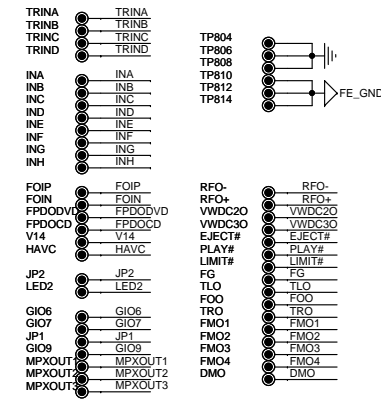 TRINA TRINA
TRINB TRINB
TRINC TRINC
TRIND TRIND
INA INA
INB INB
INC INC
IND IND
INE INE
INF INF
ING ING
INH INH
FOIP FOIP
FOIN FOIN
FPDODVD FPDODVD
FPDOCD FPDOCD
V14 V14
HAVC HAVC
JP2 JP2
LED2 LED2
GIO6 GIO6
GIO7 GIO7
JP1 JP1
GIO9 GIO9
MPXOUT1 MPXOUT1
MPXOUT2 MPXOUT2
MPXOUT3 MPXOUT3
TP804
TP806
TP808
TP810
TP812
TP814
FE_GND
RFO- RFO-
RFO+ RFO+
VWDC2O VWDC2O
VWDC3O VWDC3O
EJECT# EJECT#
PLAY# PLAY#
LIMIT# LIMIT#
FG FG
TLO TLO
FOO FOO
TRO TRO
FMO1 FMO1
FMO2 FMO2
FMO3 FMO3
FMO4 FMO4
DMO DMO